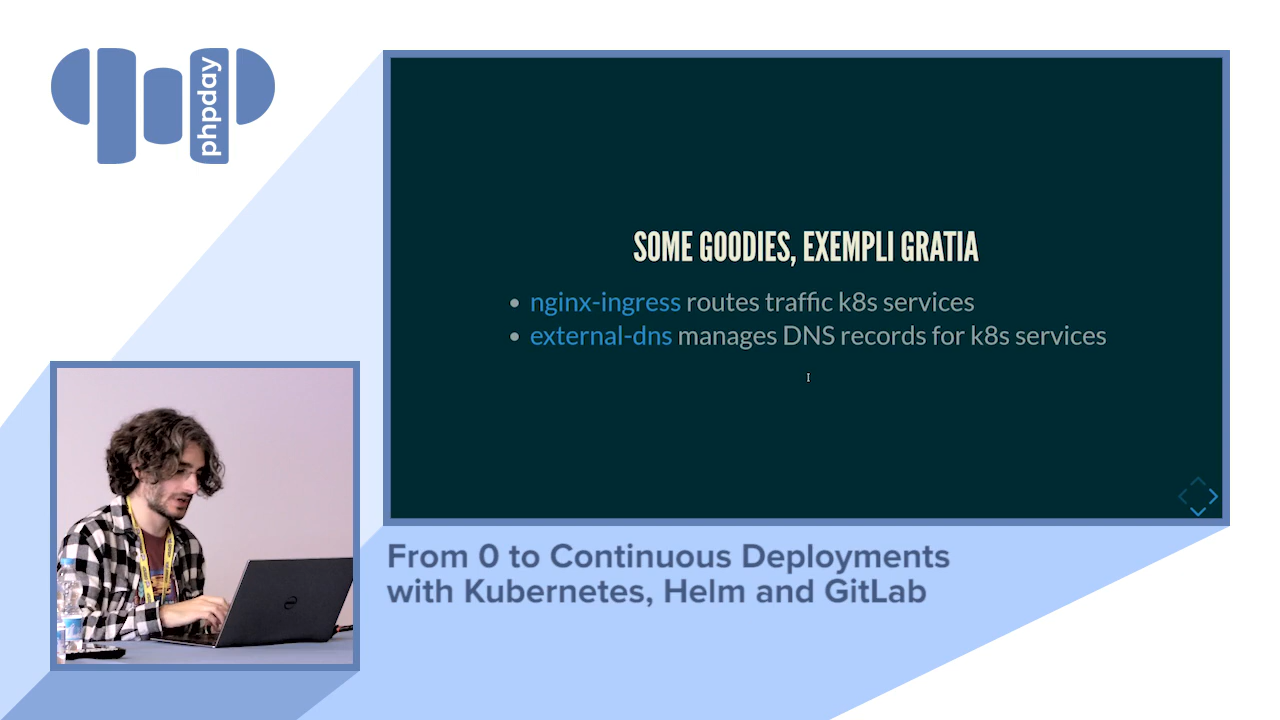 phpday
SOME GOODIES, EXEMPLI GRATIA
nginx-ingress routes traffic k8s services
external-dns manages DNS records for k8s services
From 0 to Continuous Deployments
with Kubernetes, Helm and GitLab